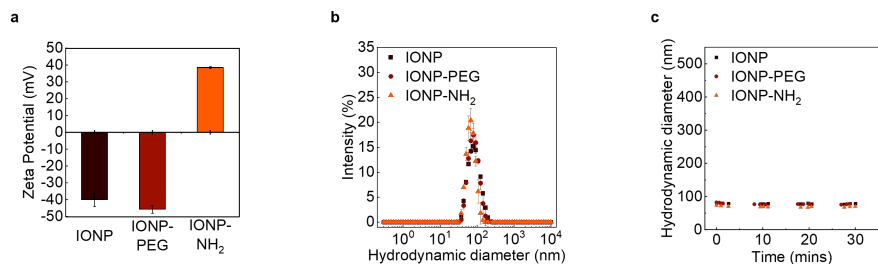 a
Zeta Potential (mV)
50
40
30
20
10
0
-10
-20
-30
-40
-50
IONP
IONP-
PEG
IONP-
NH2
b
Intensity (%)
35
30
25
20
15
10
5
0
IONP
IONP-PEG
IONP-NH2
10^0
10^1
10^2
10^3
10^4
Hydrodynamic diameter (nm)
c
Hydrodynamic diameter (nm)
500
400
300
200
100
0
IONP
IONP-PEG
IONP-NH2
0
10
20
30
Time (mins)